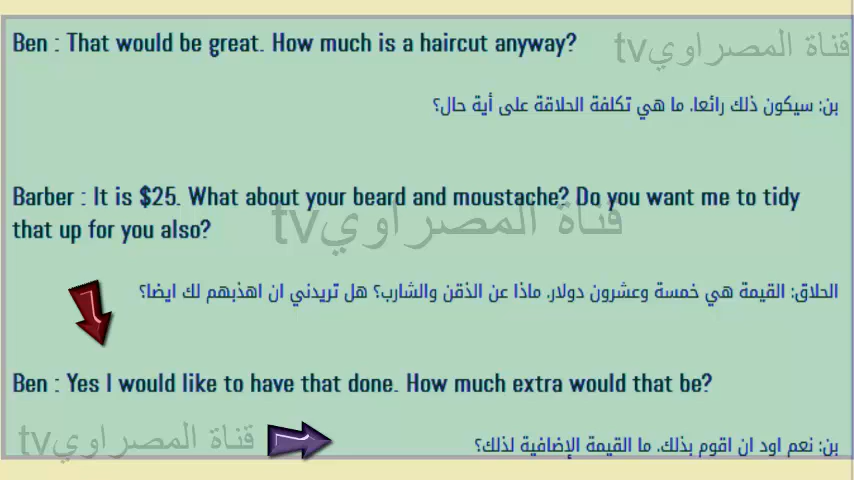 Ben : That would be great. How much is a haircut anyway?
قناة المصراويtv
بن: سيكون ذلك رائعا. ما هي تكلفة الحلاقة على أية حال؟
Barber : It is $25. What about your beard and moustache? Do you want me to tidy
that up for you also?
قناة المصراويtv
الحلاق: القيمة هي خمسة وعشرون دولار. ماذا عن الذقن والشارب؟ هل تريدني ان اهذبهم لك ايضا؟
Ben : Yes I would like to have that done. How much extra would that be?
قناة المصراويtv
بن: نعم اود ان اقوم بذلك. ما القيمة الإضافية لذلك؟